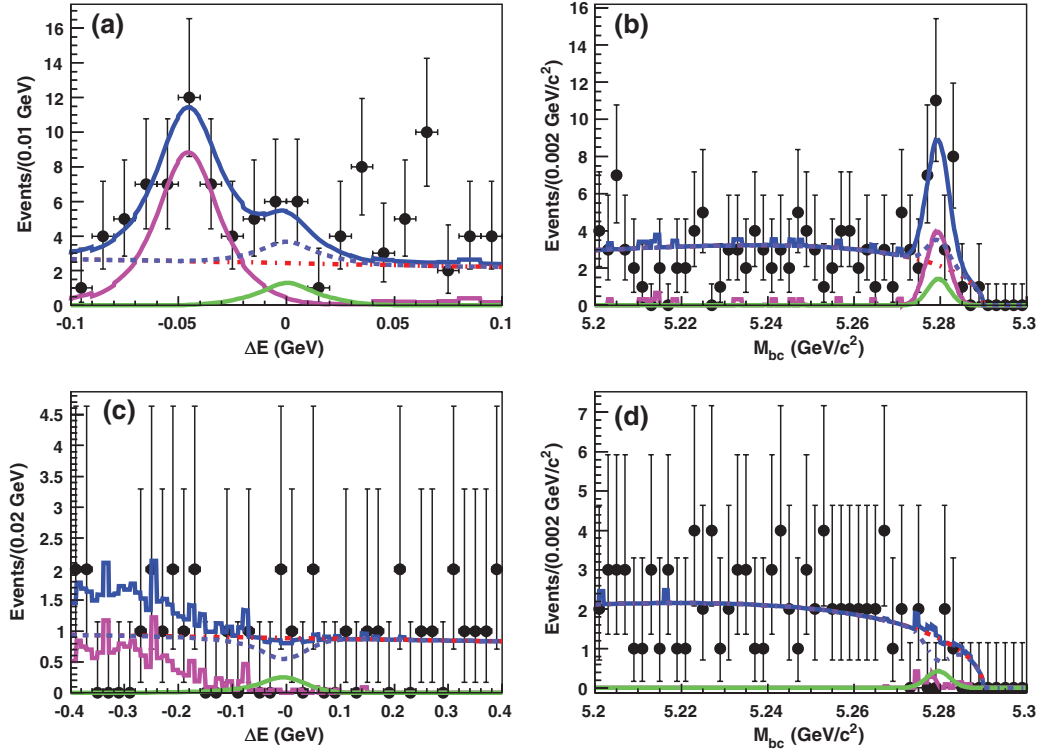 (a)
Events/(0.01 GeV)
16
14
12
10
8
6
4
2
0
-0.1 -0.05 0 0.05 0.1
ΔE (GeV)
(b)
Events/(0.002 GeV/c²)
16
14
12
10
8
6
4
2
0
5.2 5.22 5.24 5.26 5.28 5.3
M_bc (GeV/c²)
(c)
Events/(0.02 GeV)
4.5
4
3.5
3
2.5
2
1.5
1
0.5
0
-0.4 -0.3 -0.2 -0.1 -0 0.1 0.2 0.3 0.4
ΔE (GeV)
(d)
Events/(0.002 GeV/c²)
7
6
5
4
3
2
1
0
5.2 5.22 5.24 5.26 5.28 5.3
M_bc (GeV/c²)